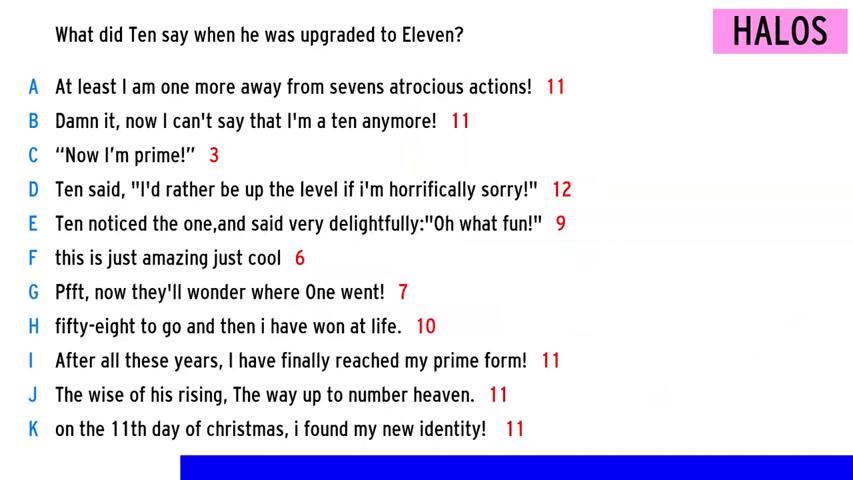 What did Ten say when he was upgraded to Eleven?
HALOS
A At least I am one more away from sevens atrocious actions! 11
B Damn it, now I can't say that I'm a ten anymore! 11
C “Now I’m prime!” 3
D Ten said, "I'd rather be up the level if i'm horrifically sorry!" 12
E Ten noticed the one,and said very delightfully:"Oh what fun!" 9
F this is just amazing just cool 6
G Pfft, now they'll wonder where One went! 7
H fifty-eight to go and then i have won at life. 10
I After all these years, I have finally reached my prime form! 11
J The wise of his rising, The way up to number heaven. 11
K on the 11th day of christmas, i found my new identity! 11